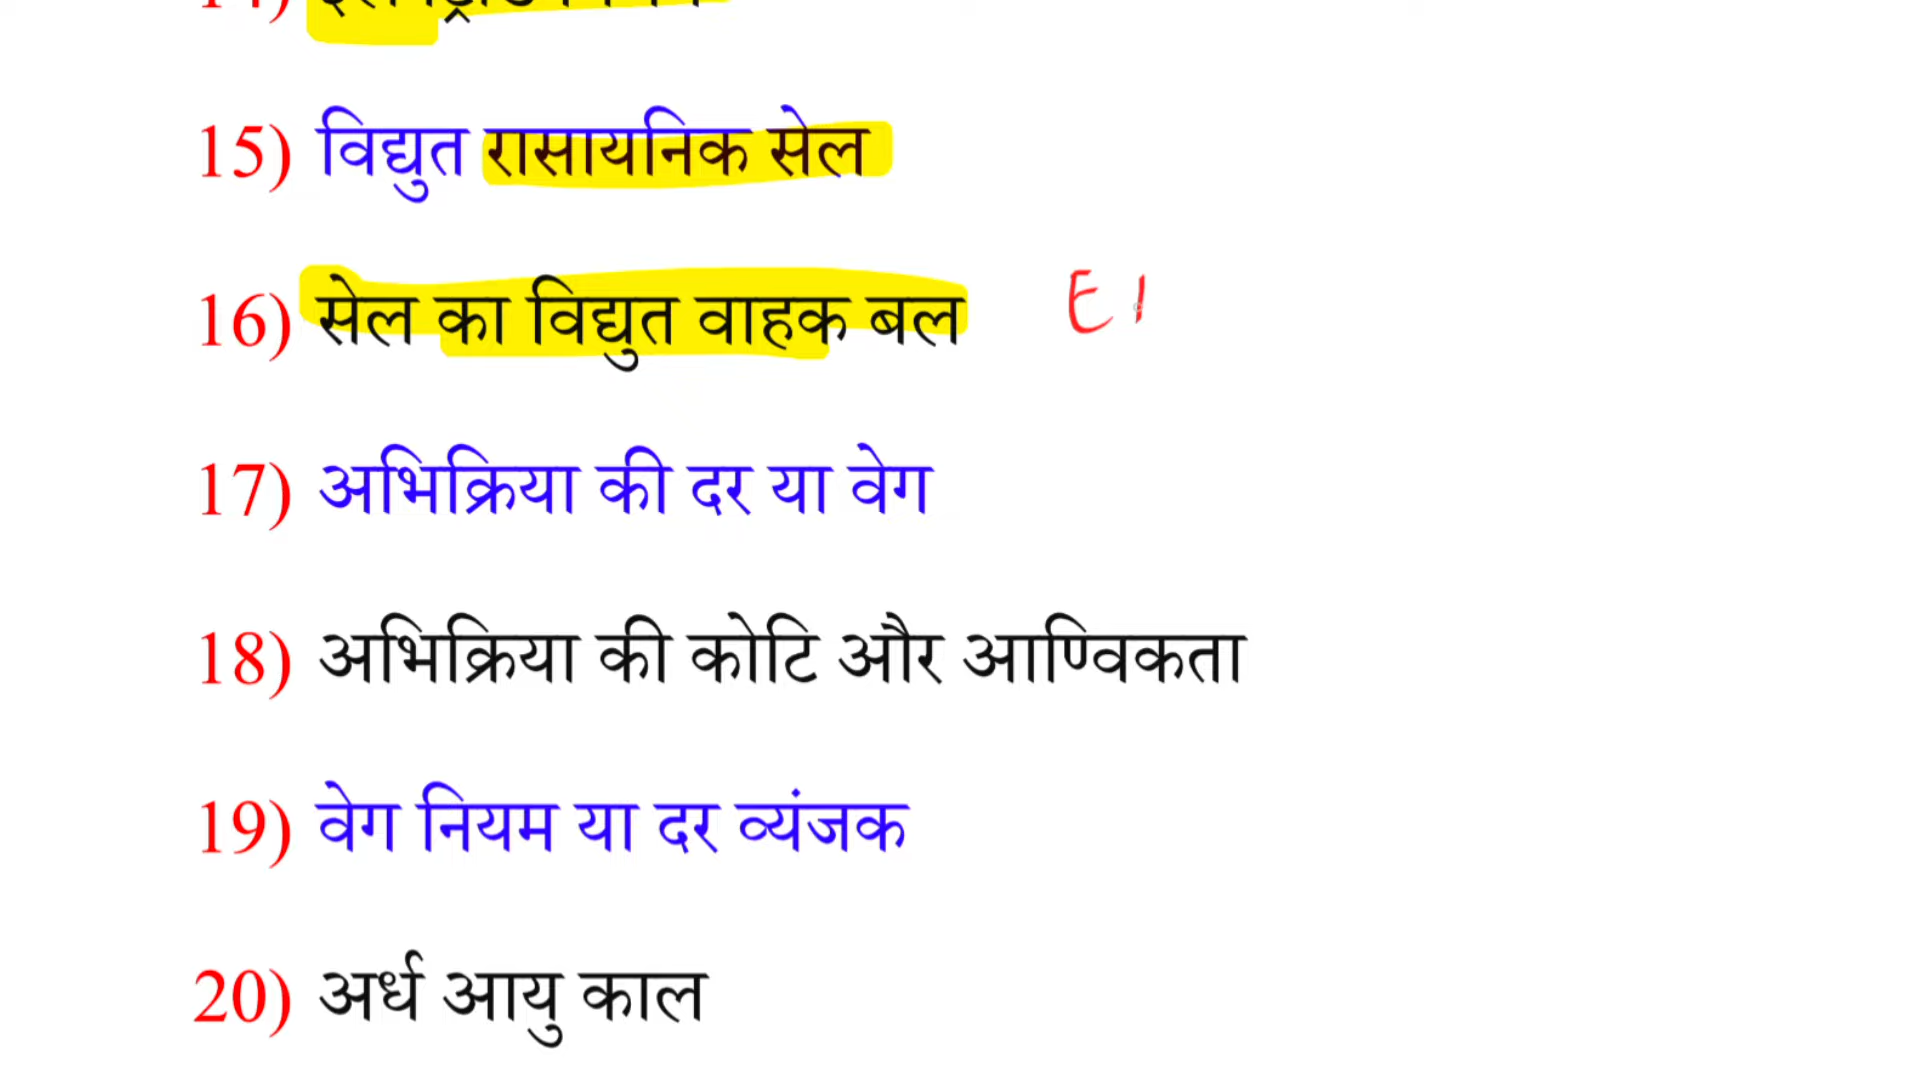 15) विद्युत रासायनिक सेल
16) सेल का विद्युत वाहक बल E
17) अभिक्रिया की दर या वेग
18) अभिक्रिया की कोटि और आण्विकता
19) वेग नियम या दर व्यंजक
20) अर्ध आयु काल